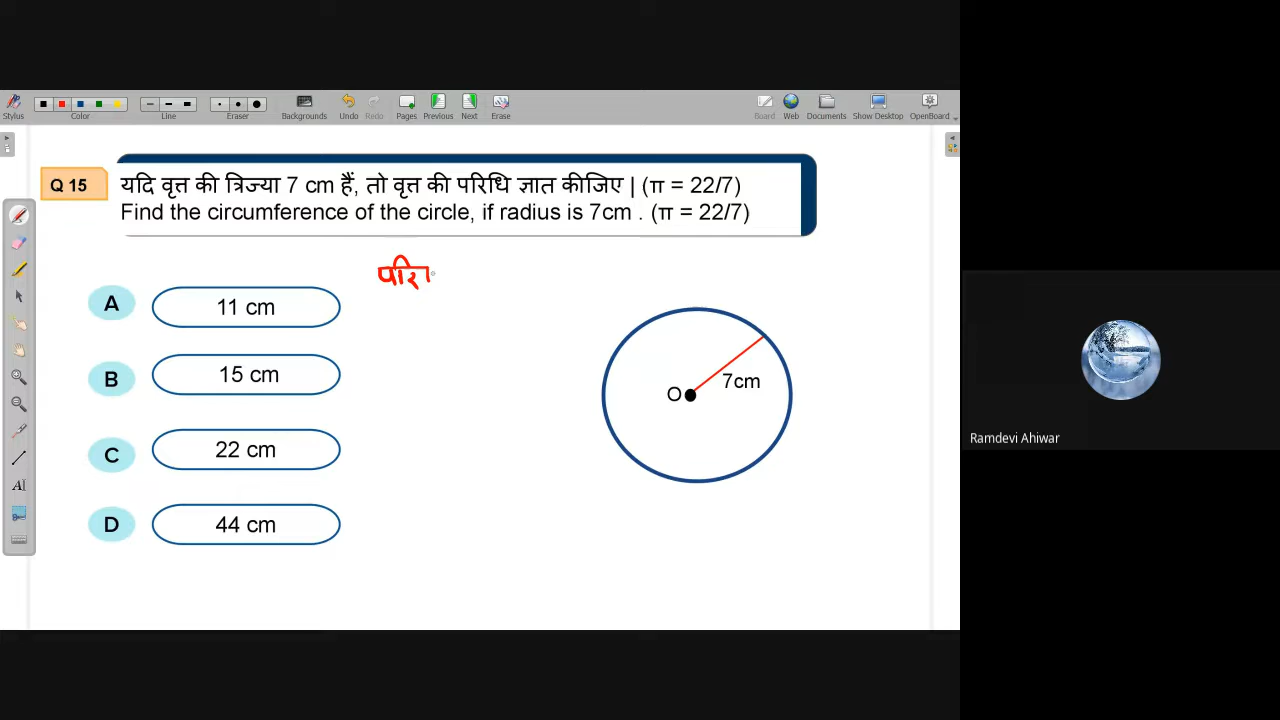 Stylus
Color
Line
Eraser
Backgrounds
Undo
Redo
Pages
Previous
Next
Erase
Board
Web
Documents
Show Desktop
OpenBoard
Q 15
यदि वृत्त की त्रिज्या 7 cm हैं, तो वृत्त की परिधि ज्ञात कीजिए | (π = 22/7)
Find the circumference of the circle, if radius is 7cm . (π = 22/7)
परि
A
11 cm
B
15 cm
C
22 cm
D
44 cm
O
7cm
AI
Ramdevi Ahiwar